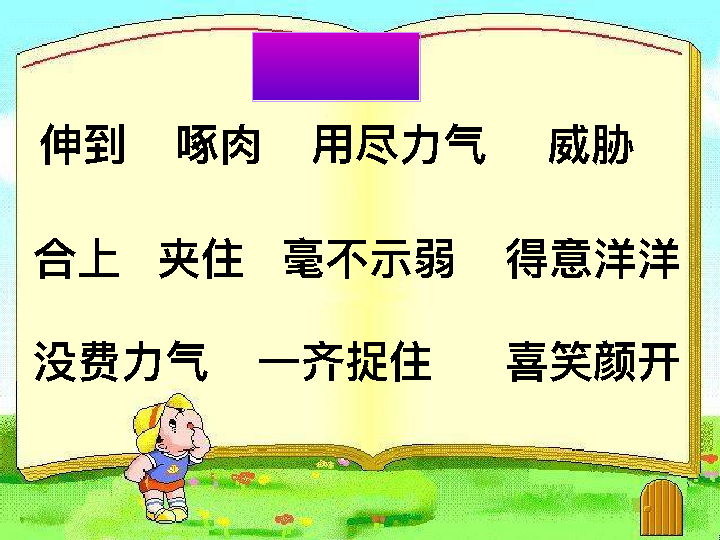 伸到 啄肉 用尽力气 威胁
合上 夹住 毫不示弱 得意洋洋
没费力气 一齐捉住 喜笑颜开